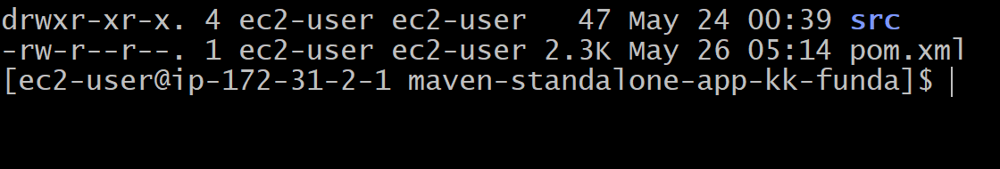 drwxr-xr-x. 4 ec2-user ec2-user   47 May 24 00:39 src
-rw-r--r--. 1 ec2-user ec2-user 2.3K May 26 05:14 pom.xml
[ec2-user@ip-172-31-2-1 maven-standalone-app-kk-funda]$